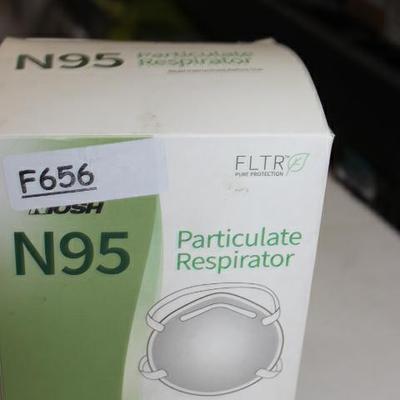 N95 Particulate
Respirator
FLTR
PURE PROTECTION
F656
NIOSH
N95 Particulate
Respirator